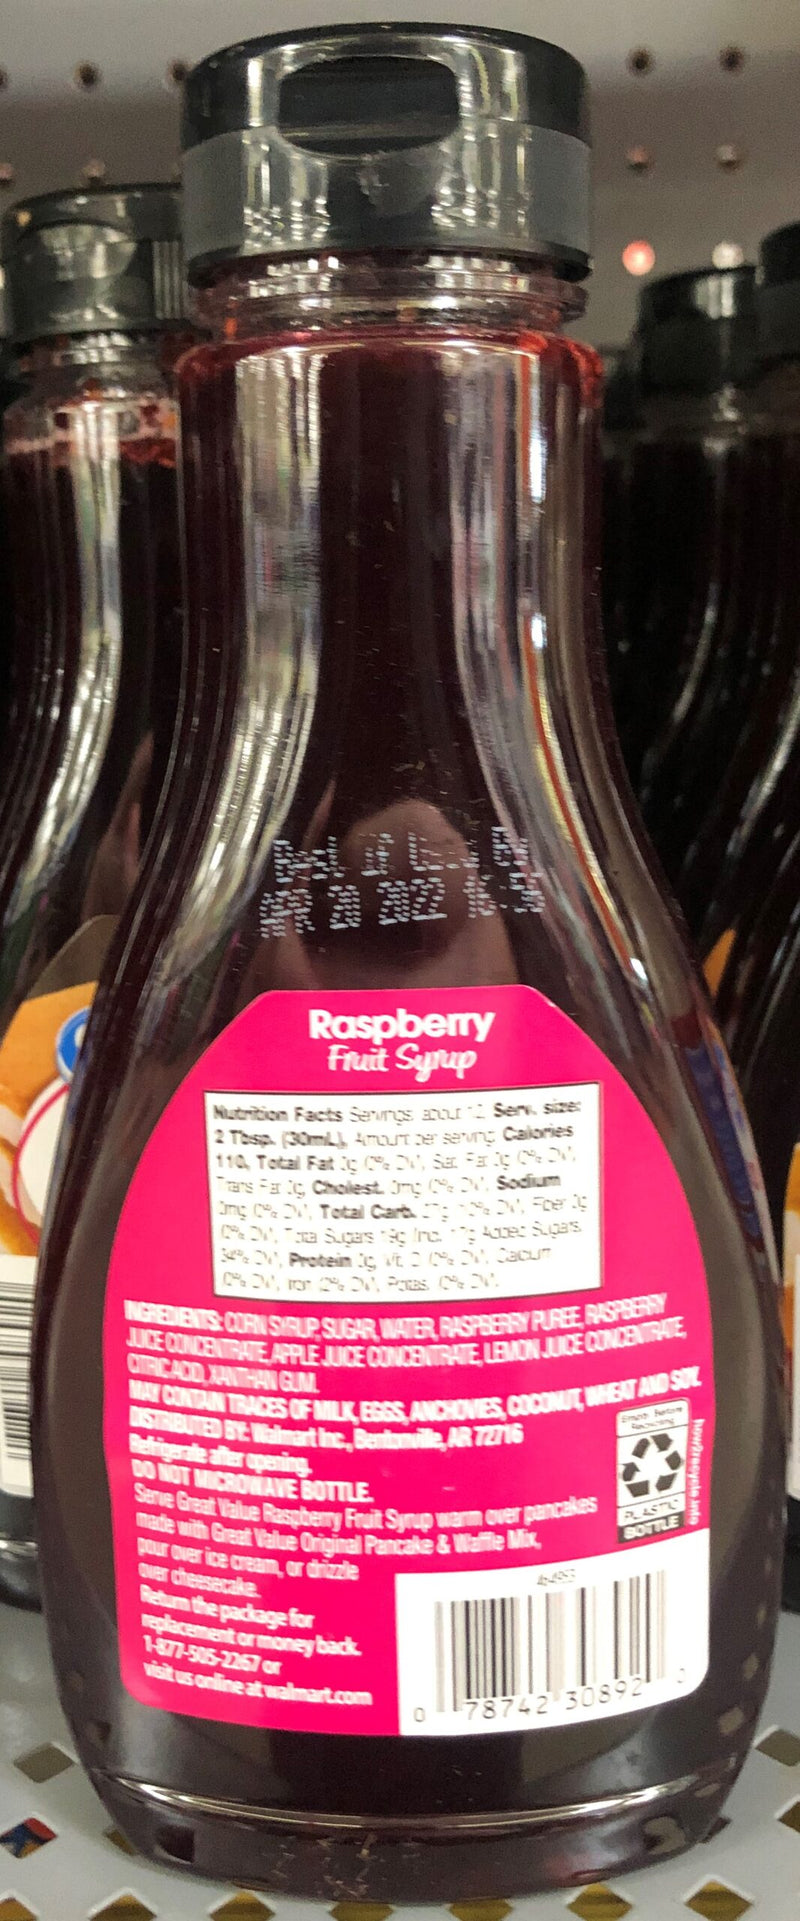 APR 20 2022
Raspberry
Fruit Syrup
Nutrition Facts Servings: about 12, Serv. size:
2 Tbsp. (30mL), Amount per serving: Calories
110, Total Fat 0g (0% DV), Sat. Fat 0g (0% DV),
Trans Fat 0g, Cholest. 0mg (0% DV), Sodium
0mg (0% DV), Total Carb. 27g (10% DV), Fiber 0g
(0% DV), Total Sugars 19g (Incl. 17g Added Sugars,
34% DV), Protein 0g, Vit. D (0% DV), Calcium
(0% DV), Iron (2% DV), Potas. (0% DV).
INGREDIENTS: CORN SYRUP, SUGAR, WATER, RASPBERRY PUREE, RASPBERRY
JUICE CONCENTRATE, APPLE JUICE CONCENTRATE, LEMON JUICE CONCENTRATE,
CITRIC ACID, XANTHAN GUM.
MAY CONTAIN TRACES OF MILK, EGGS, ANCHOVIES, COCONUT, WHEAT AND SOY.
DISTRIBUTED BY: Walmart Inc., Bentonville, AR 72716
Refrigerate after opening.
DO NOT MICROWAVE BOTTLE.
Serve Great Value Raspberry Fruit Syrup warm over pancakes
made with Great Value Original Pancake & Waffle Mix,
pour over ice cream, or drizzle
over cheesecake.
Return the package for
replacement or money back.
1-877-505-2267 or
visit us online at walmart.com
Empty Before
Recycling
PLASTIC
BOTTLE
how2recycle.info
464953
0 78742 30892 0